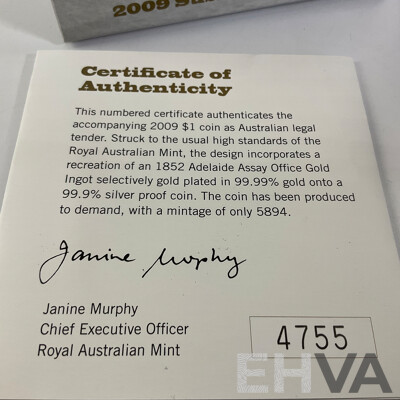 2009
Certificate of
Authenticity
This numbered certificate authenticates the
accompanying 2009 $1 coin as Australian legal
tender. Struck to the usual high standards of the
Royal Australian Mint, the design incorporates a
recreation of an 1852 Adelaide Assay Office Gold
Ingot selectively gold plated in 99.99% gold onto a
99.9% silver proof coin. The coin has been produced
to demand, with a mintage of only 5894.
Janine Murphy
Janine Murphy
Chief Executive Officer
Royal Australian Mint
4755
EHVA